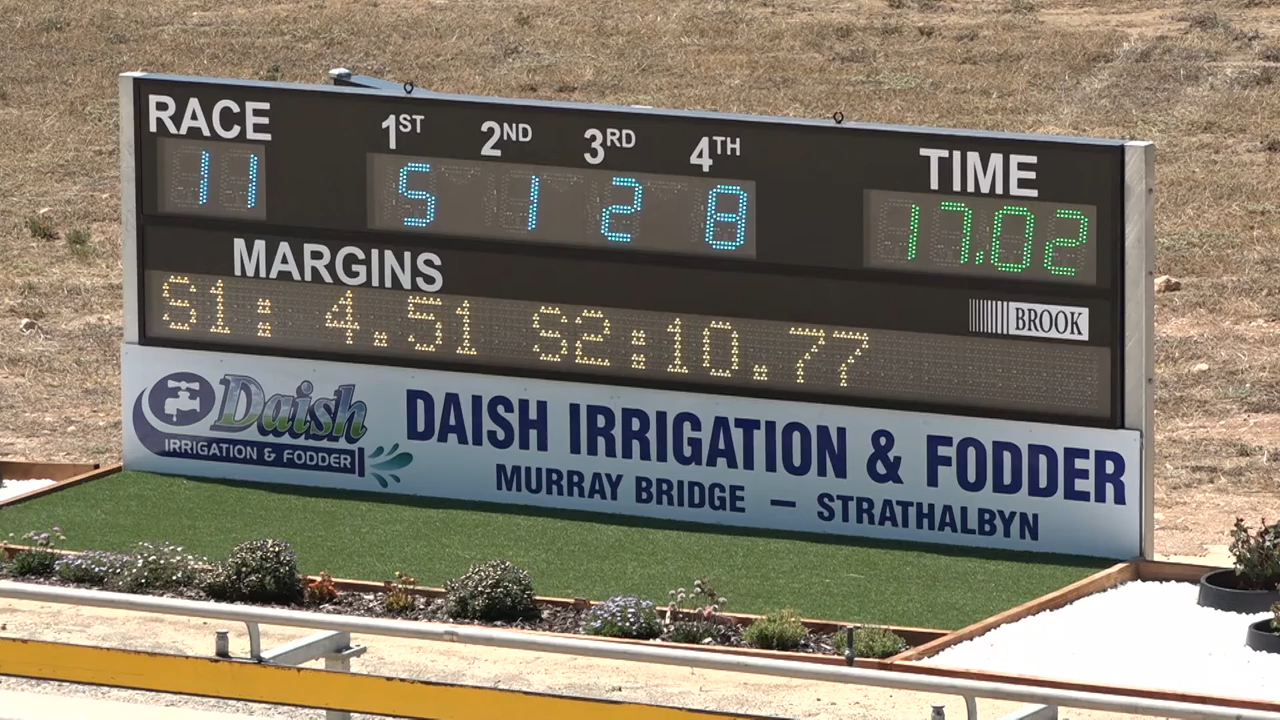 RACE 1ST 2ND 3RD 4TH TIME
11 5 1 2 8 17.02
MARGINS
BROOK
S1: 4.51 S2:10.77
Daish
IRRIGATION & FODDER
DAISH IRRIGATION & FODDER
MURRAY BRIDGE — STRATHALBYN